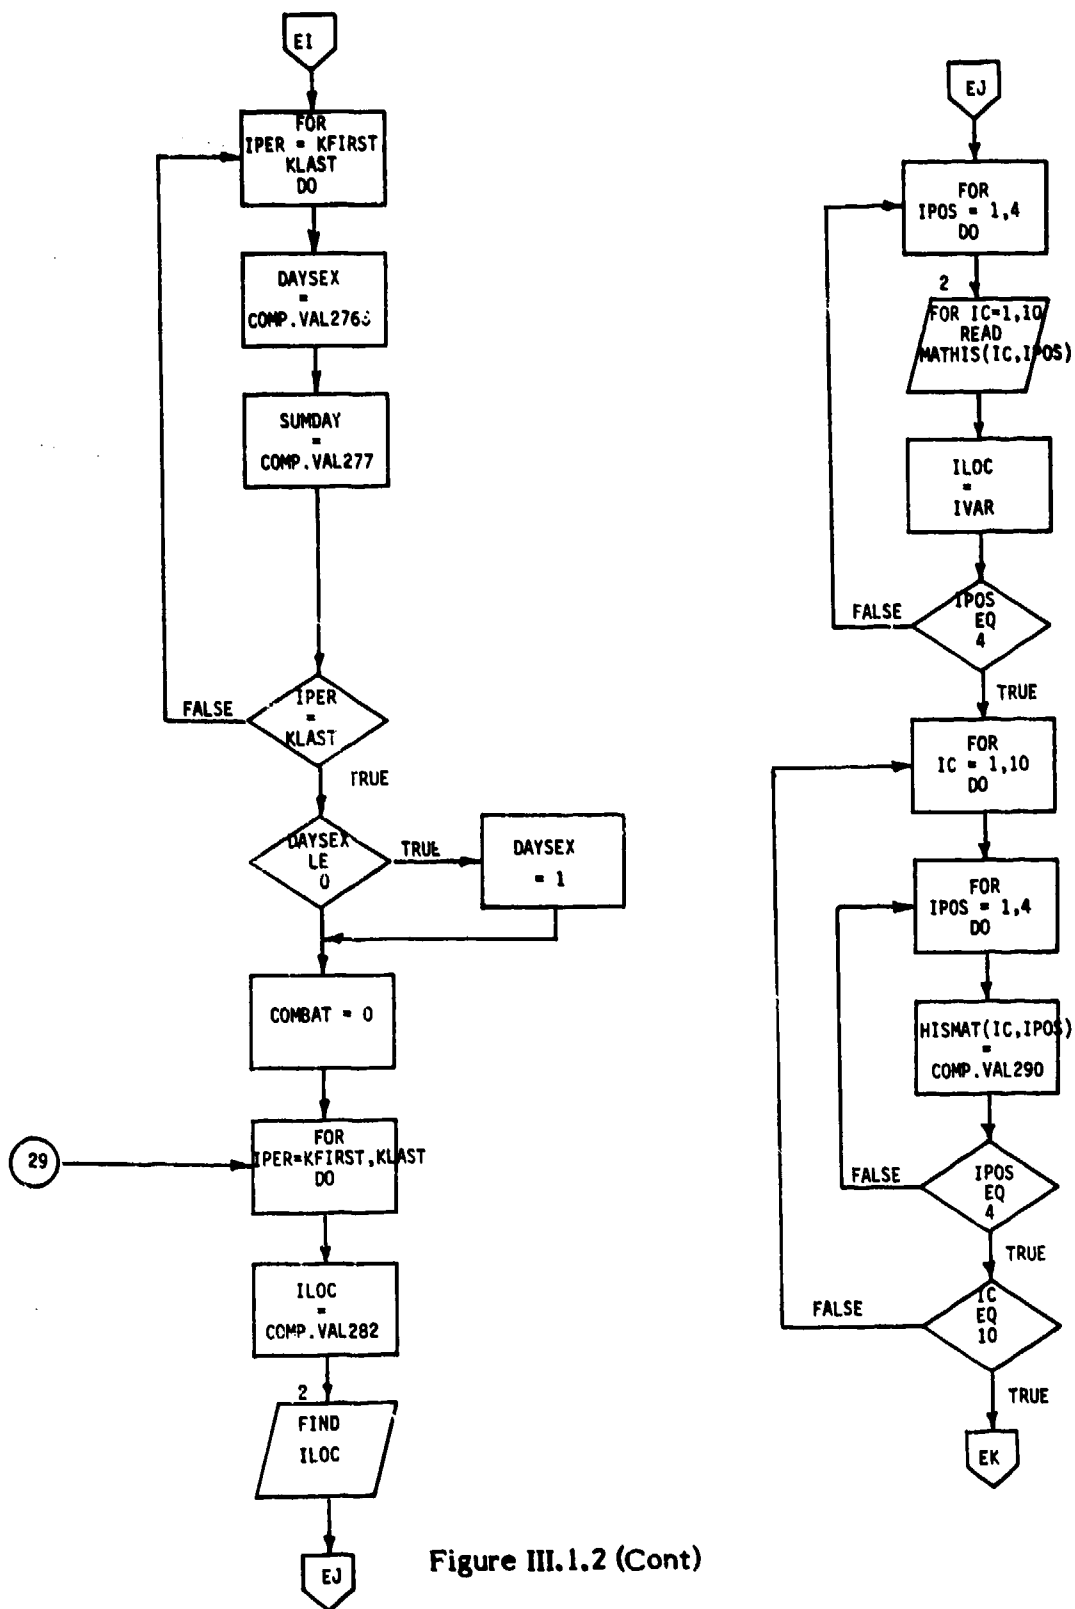 EI
FOR
IPER = KFIRST
KLAST
DO
DAYSEX
=
SUMDAY
=
COMP.VAL277
IPER
=
KLAST
FALSE
TRUE
DAYSEX
LE
0
TRUE
DAYSEX
= 1
COMBAT = 0
29
FOR
IPER=KFIRST,KLAST
DO
ILOC
=
COMP.VAL282
2
FIND
ILOC
EJ
EJ
FOR
IPOS = 1,4
DO
2
FOR IC=1,10
READ
MATHIS(IC,IPOS)
ILOC
=
IVAR
IPOS
EQ
4
FALSE
TRUE
FOR
IC = 1,10
DO
FOR
IPOS = 1,4
DO
HISMAT(IC,IPOS)
=
COMP.VAL290
IPOS
EQ
4
FALSE
TRUE
IC
EQ
10
FALSE
TRUE
EK
Figure III.1.2 (Cont)